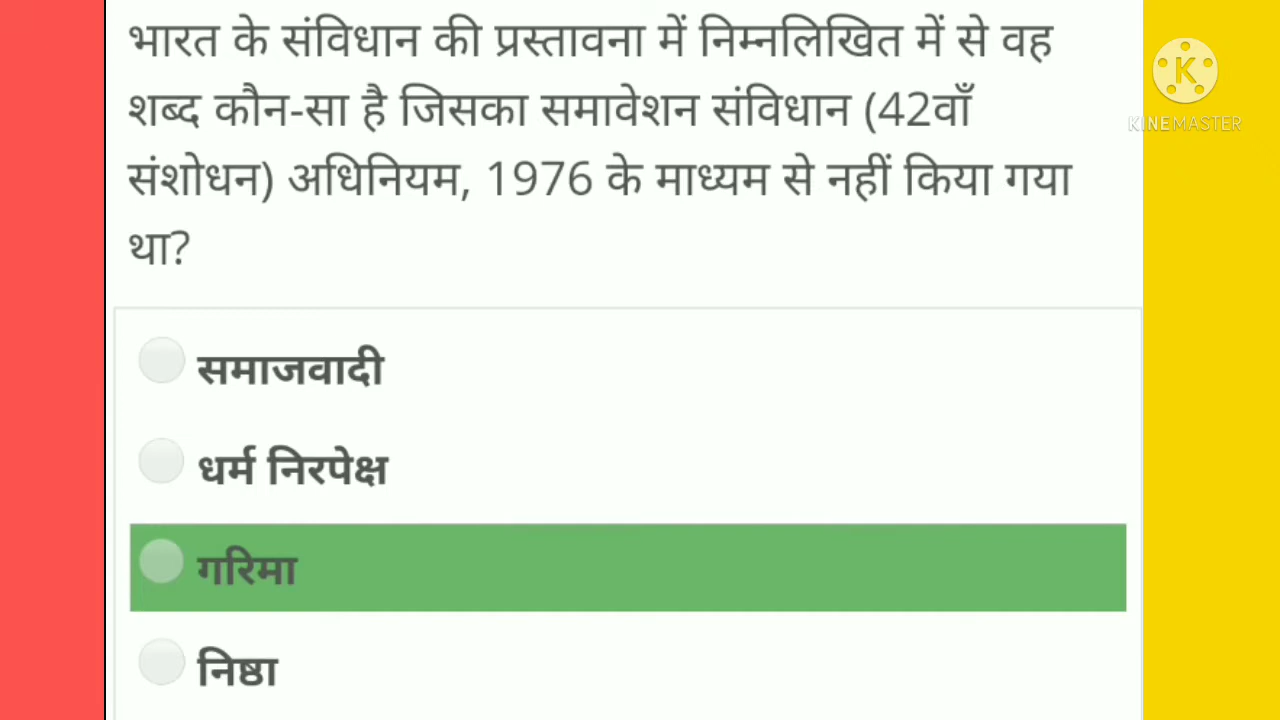 भारत के संविधान की प्रस्तावना में निम्नलिखित में से वह
शब्द कौन-सा है जिसका समावेशन संविधान (42वाँ
संशोधन) अधिनियम, 1976 के माध्यम से नहीं किया गया
था?
समाजवादी
धर्म निरपेक्ष
गरिमा
निष्ठा
K
KINEMASTER